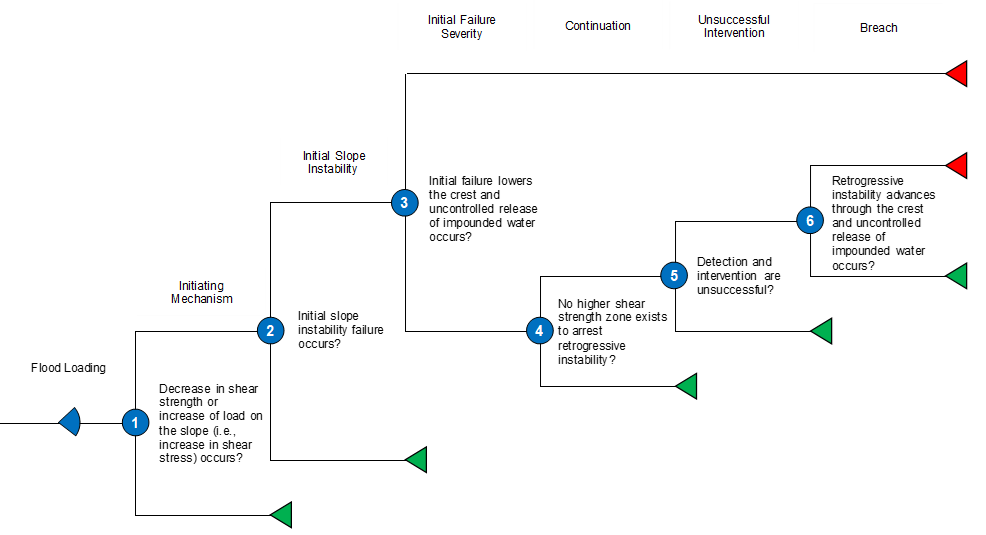 Initial Failure
Severity
Continuation
Unsuccessful
Intervention
Breach
Initial Slope
Instability
Initial failure lowers
the crest and
uncontrolled release
of impounded water
occurs?
3
Retrogressive
instability advances
through the crest
and uncontrolled
release of
impounded water
occurs?
6
Initiating
Mechanism
Detection and
intervention are
unsuccessful?
5
No higher shear
strength zone exists
to arrest
retrogressive
instability?
4
Initial slope
instability failure
occurs?
2
Flood Loading
Decrease in shear
strength or
increase of load on
the slope (i.e.,
increase in shear
stress) occurs?
1